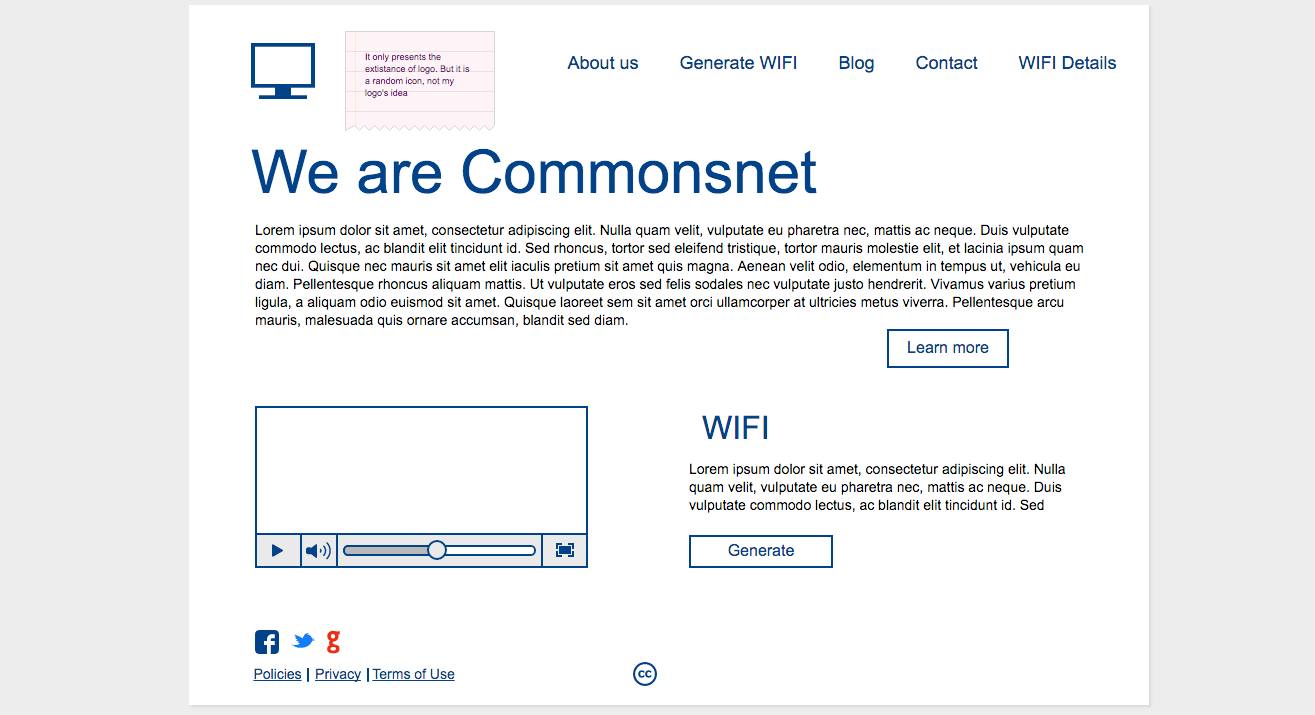 It only presents the
extistance of logo. But it is
a random icon, not my
logo's idea
About us Generate WIFI Blog Contact WIFI Details
We are Commonsnet
Lorem ipsum dolor sit amet, consectetur adipiscing elit. Nulla quam velit, vulputate eu pharetra nec, mattis ac neque. Duis vulputate
commodo lectus, ac blandit elit tincidunt id. Sed rhoncus, tortor sed eleifend tristique, tortor mauris molestie elit, et lacinia ipsum quam
nec dui. Quisque nec mauris sit amet elit iaculis pretium sit amet quis magna. Aenean velit odio, elementum in tempus ut, vehicula eu
diam. Pellentesque rhoncus aliquam mattis. Ut vulputate eros sed felis sodales nec vulputate justo hendrerit. Vivamus varius pretium
ligula, a aliquam odio euismod sit amet. Quisque laoreet sem sit amet orci ullamcorper at ultricies metus viverra. Pellentesque arcu
mauris, malesuada quis ornare accumsan, blandit sed diam.
Learn more
WIFI
Lorem ipsum dolor sit amet, consectetur adipiscing elit. Nulla
quam velit, vulputate eu pharetra nec, mattis ac neque. Duis
vulputate commodo lectus, ac blandit elit tincidunt id. Sed
Generate
f g
Policies | Privacy | Terms of Use
cc